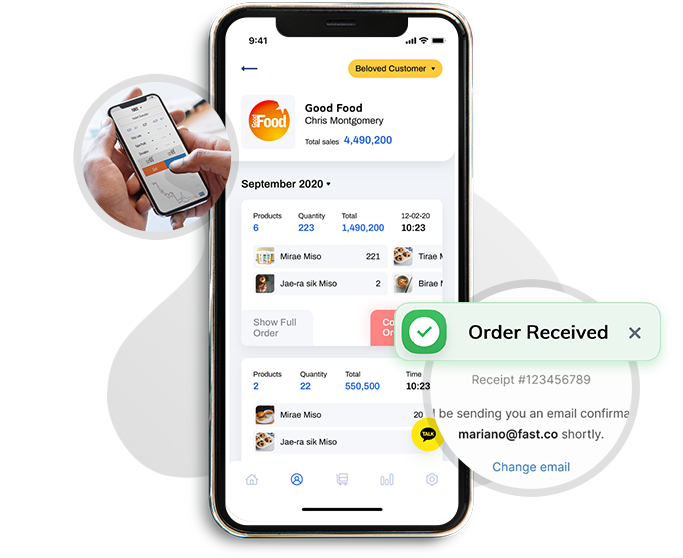 9:41
Beloved Customer
Good Food
Chris Montgomery
Total sales 4,490,200
Good
Food
September 2020
Products Quantity Total 12-02-20
6 223 1,490,200 10:23
Mirae Miso 221 Tirae M
Jae-ra sik Miso 2 Birae M
Show Full
Order
Co
Or
Order Received
Receipt #123456789
Products Quantity Total Time
2 22 550,500 10:23
Mirae Miso 20
Jae-ra sik Miso
TALK
be sending you an email confirma
mariano@fast.co shortly.
Change email